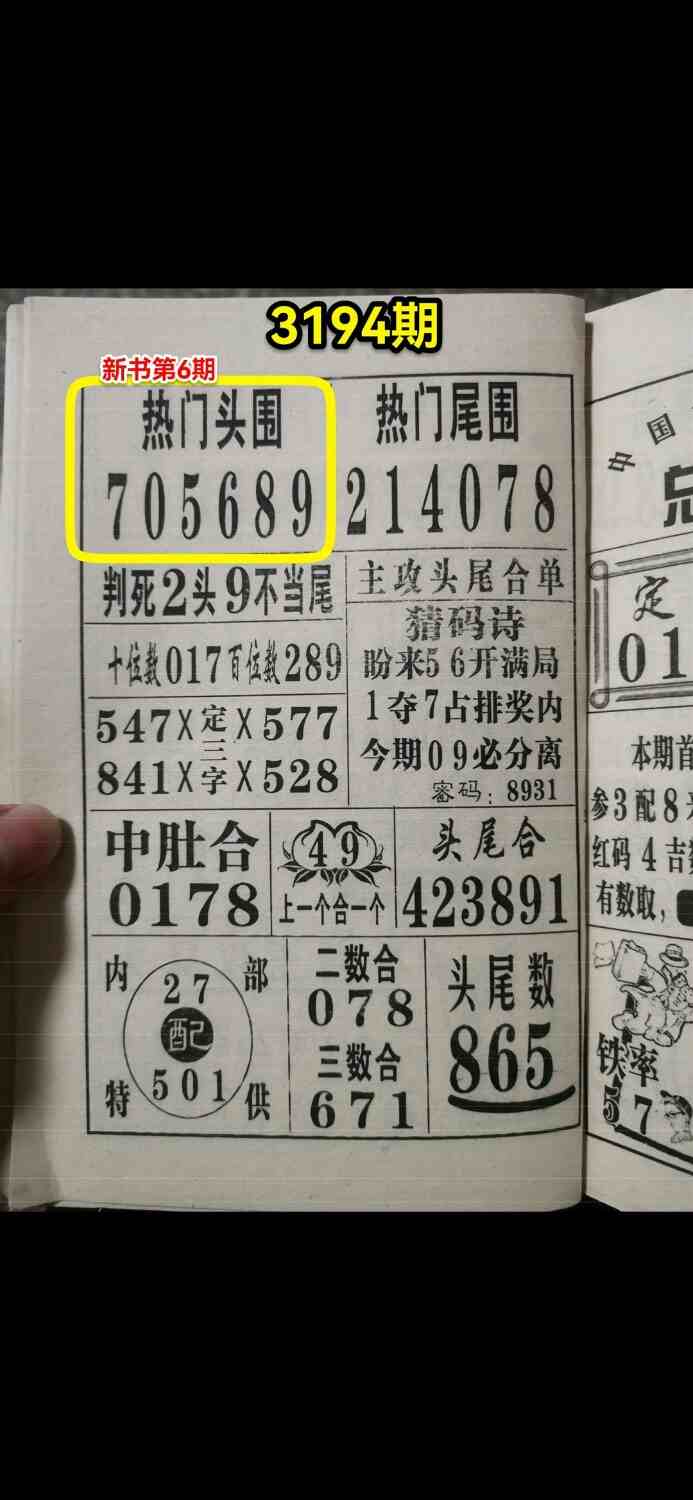 3194期
新书第6期
热门头围
705689
热门尾围
214078
判死2头9不当尾
主攻头尾合单
十位数017百位数289
猜码诗
盼来56开满局
1夺7占排奖内
今期09必分离
密码：8931
547X定X577
三
841X字X528
中肚合
0178
49
上一个合一个
头尾合
423891
内部
27
配
501
特供
二数合
078
三数合
671
头尾数
865
中国
定
01
本期首
参3配8
红码4吉
有数取，
铁率
57